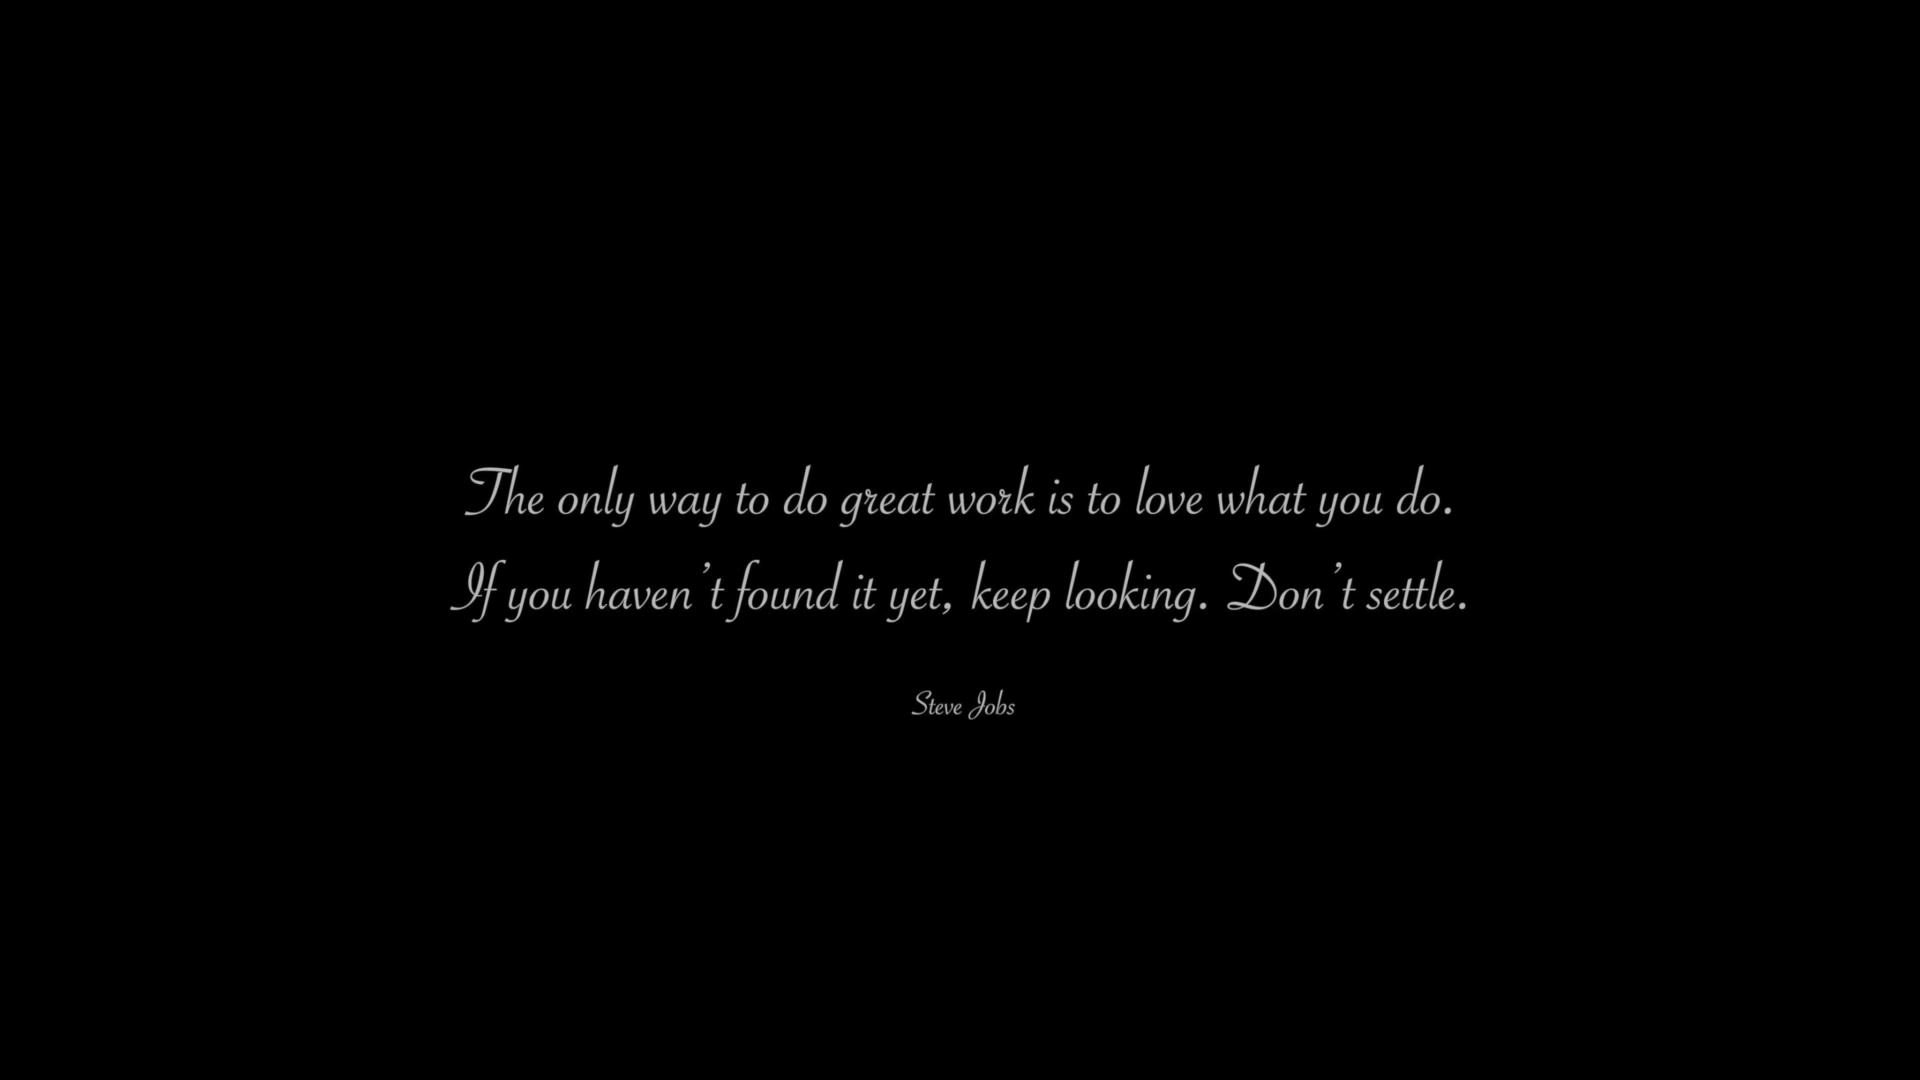 The only way to do great work is to love what you do.
If you haven't found it yet, keep looking. Don't settle.
Steve Jobs